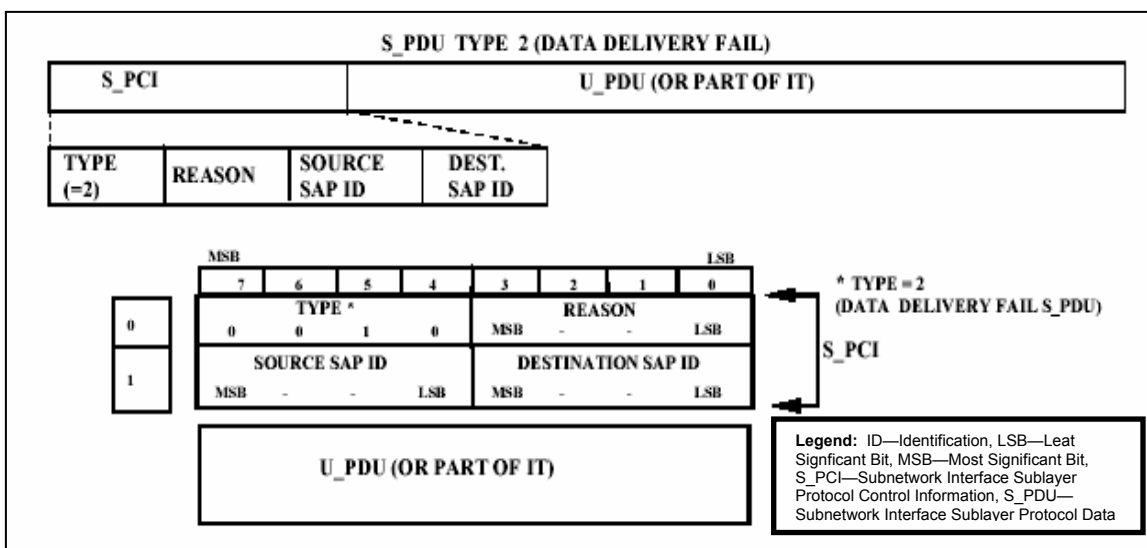 S_PDU TYPE 2 (DATA DELIVERY FAIL)
S_PCI U_PDU (OR PART OF IT)
TYPE (=2) REASON SOURCE SAP ID DEST. SAP ID
MSB LSB
7 6 5 4 3 2 1 0
* TYPE = 2
(DATA DELIVERY FAIL S_PDU)
0 TYPE * REASON
0 0 1 0 MSB - - LSB
S_PCI
1 SOURCE SAP ID DESTINATION SAP ID
MSB - - LSB MSB - - LSB
U_PDU (OR PART OF IT)
Legend: ID—Identification, LSB—Leat
Signficant Bit, MSB—Most Significant Bit,
S_PCI—Subnetwork Interface Sublayer
Protocol Control Information, S_PDU—
Subnetwork Interface Sublayer Protocol Data